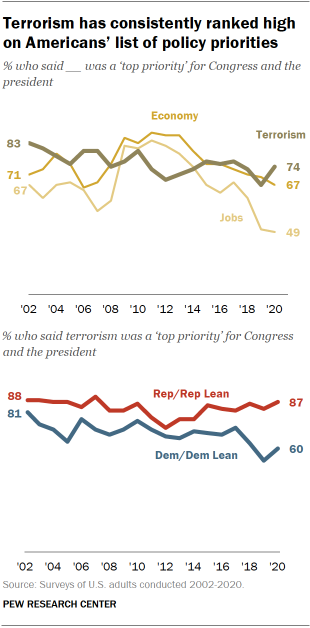 Terrorism has consistently ranked high
on Americans' list of policy priorities
% who said __ was a 'top priority' for Congress and the
president
Economy
Terrorism
83
74
71
67
67
Jobs
49
'02 '04 '06 '08 '10 '12 '14 '16 '18 '20
% who said terrorism was a 'top priority' for Congress
and the president
Rep/Rep Lean
88
87
81
Dem/Dem Lean
60
'02 '04 '06 '08 '10 '12 '14 '16 '18 '20
Source: Surveys of U.S. adults conducted 2002-2020.
PEW RESEARCH CENTER